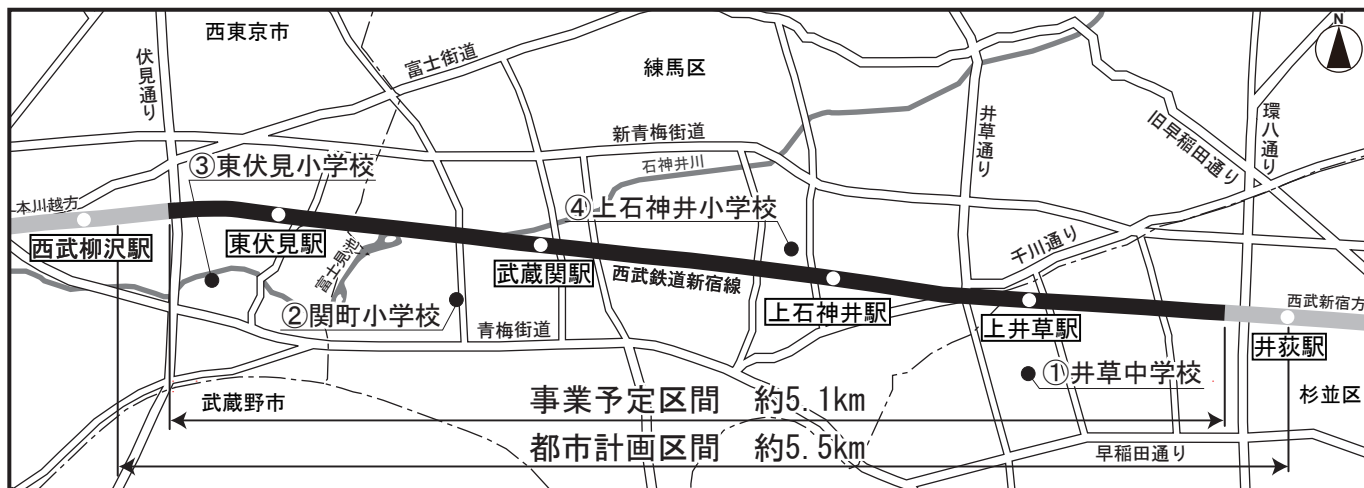 西東京市
伏見通り
富士街道
練馬区
N
井草通り
旧早稲田通り
環八通り
新青梅街道
石神井川
③東伏見小学校
④上石神井小学校
本川越方
西武柳沢駅
東伏見駅
富士見池
武蔵関駅
西武鉄道新宿線
千川通り
上石神井駅
上井草駅
西武新宿方
井荻駅
②関町小学校
青梅街道
①井草中学校
武蔵野市
事業予定区間 約5.1km
杉並区
都市計画区間 約5.5km
早稲田通り